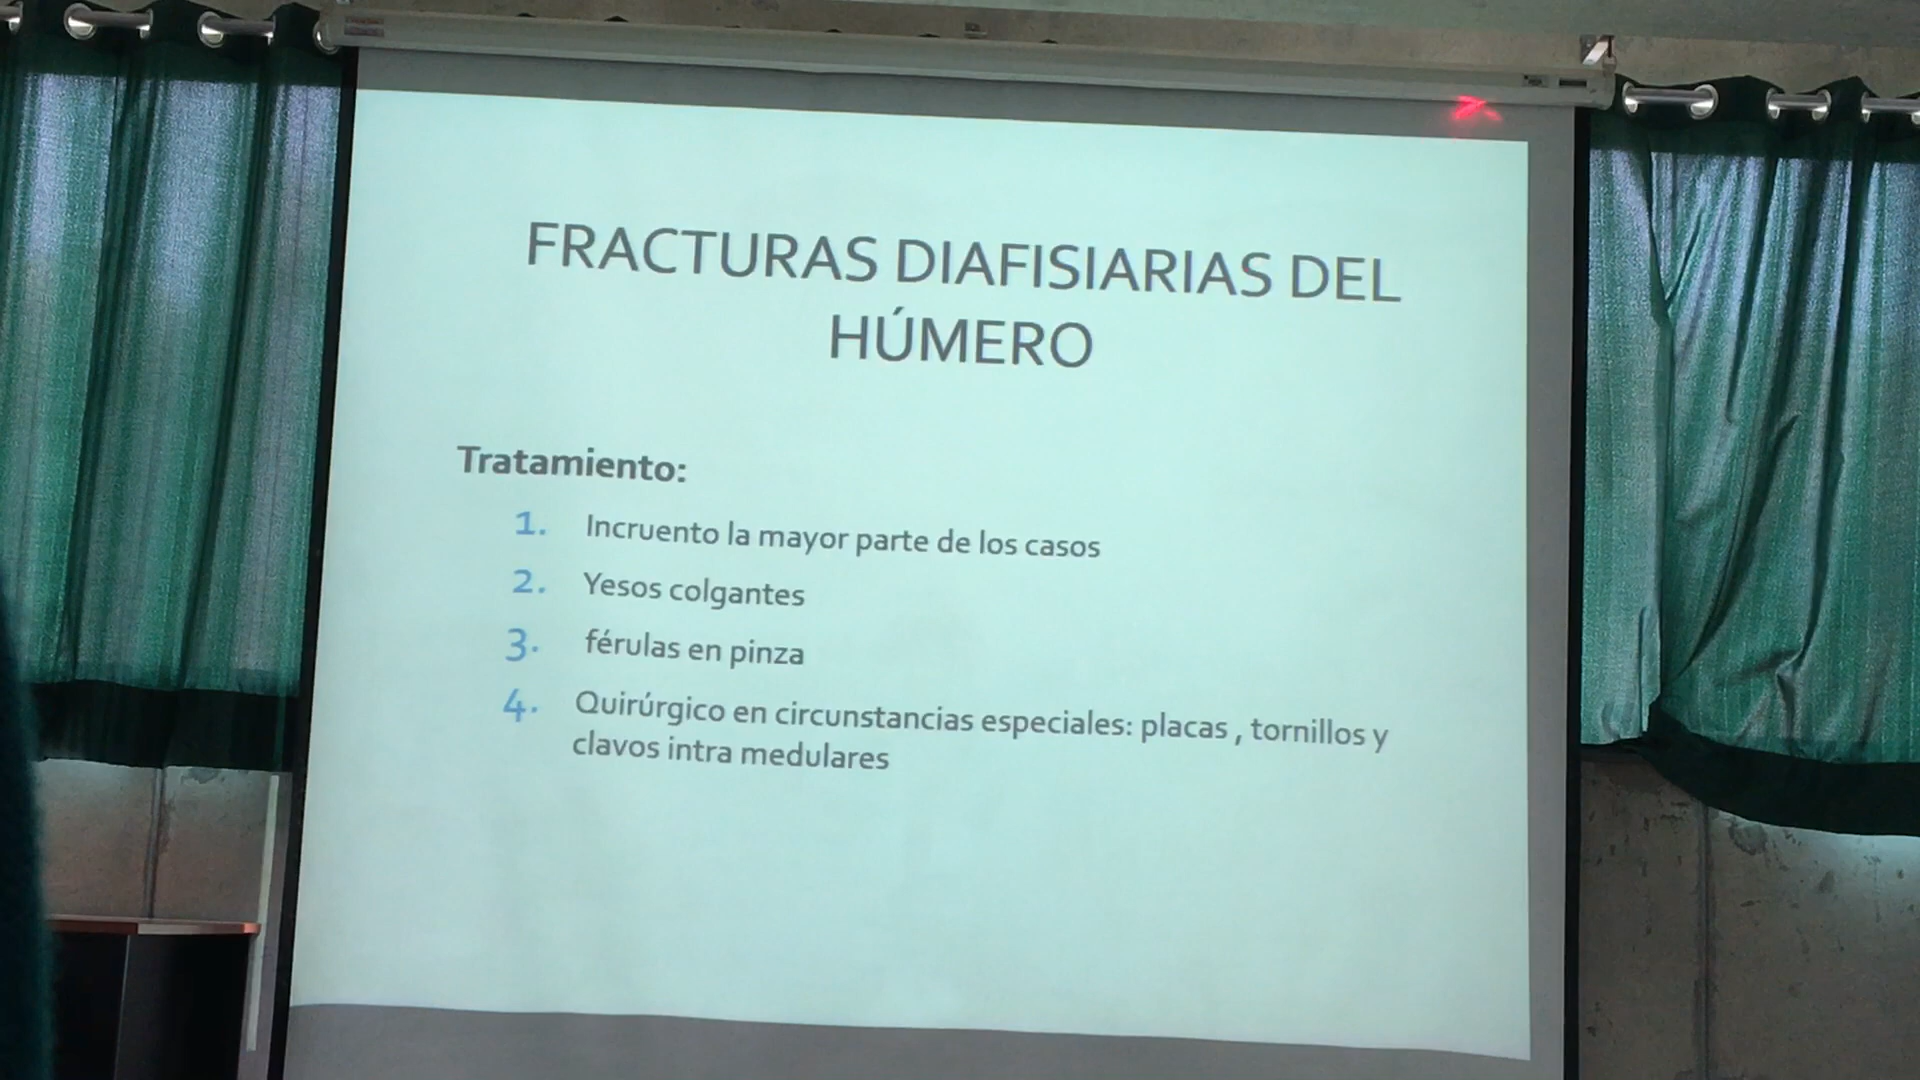 FRACTURAS DIAFISIARIAS DEL
HÚMERO
Tratamiento:
1. Incruento la mayor parte de los casos
2. Yesos colgantes
3. férulas en pinza
4. Quirúrgico en circunstancias especiales: placas , tornillos y
clavos intra medulares